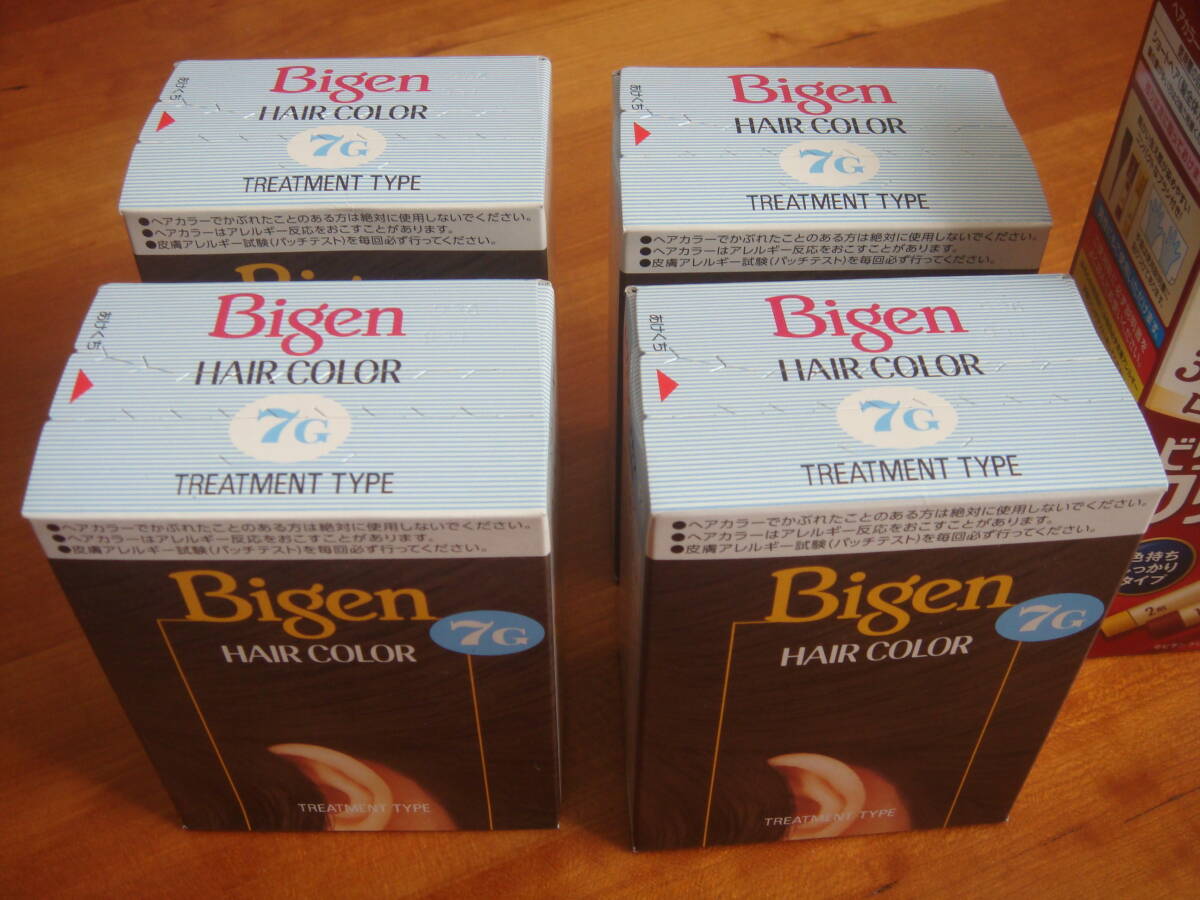 おけくち
Bigen
HAIR COLOR
7G
TREATMENT TYPE
●ヘアカラーでかぶれたことのある方は絶対に使用しないでください。
●ヘアカラーはアレルギー反応をおこすことがあります。
●皮膚アレルギー試験(パッチテスト)を毎回必ず行ってください。
Bigen
おけくち
Bigen
HAIR COLOR
7G
TREATMENT TYPE
●ヘアカラーでかぶれたことのある方は絶対に使用しないでください。
●ヘアカラーはアレルギー反応をおこすことがあります。
●皮膚アレルギー試験(パッチテスト)を毎回必ず行ってください。
おけくち
Bigen
HAIR COLOR
7G
TREATMENT TYPE
●ヘアカラーでかぶれたことのある方は絶対に使用しないでください。
●ヘアカラーはアレルギー反応をおこすことがあります。
●皮膚アレルギー試験(パッチテスト)を毎回必ず行ってください。
Bigen
7G
HAIR COLOR
TREATMENT TYPE
おけくち
Bigen
HAIR COLOR
7G
TREATMENT TYPE
●ヘアカラーでかぶれたことのある方は絶対に使用しないでください。
●ヘアカラーはアレルギー反応をおこすことがあります。
●皮膚アレルギー試験(パッチテスト)を毎回必ず行ってください。
Bigen
7G
HAIR COLOR
TREATMENT TYPE
色持ち
しっかり
タイプ